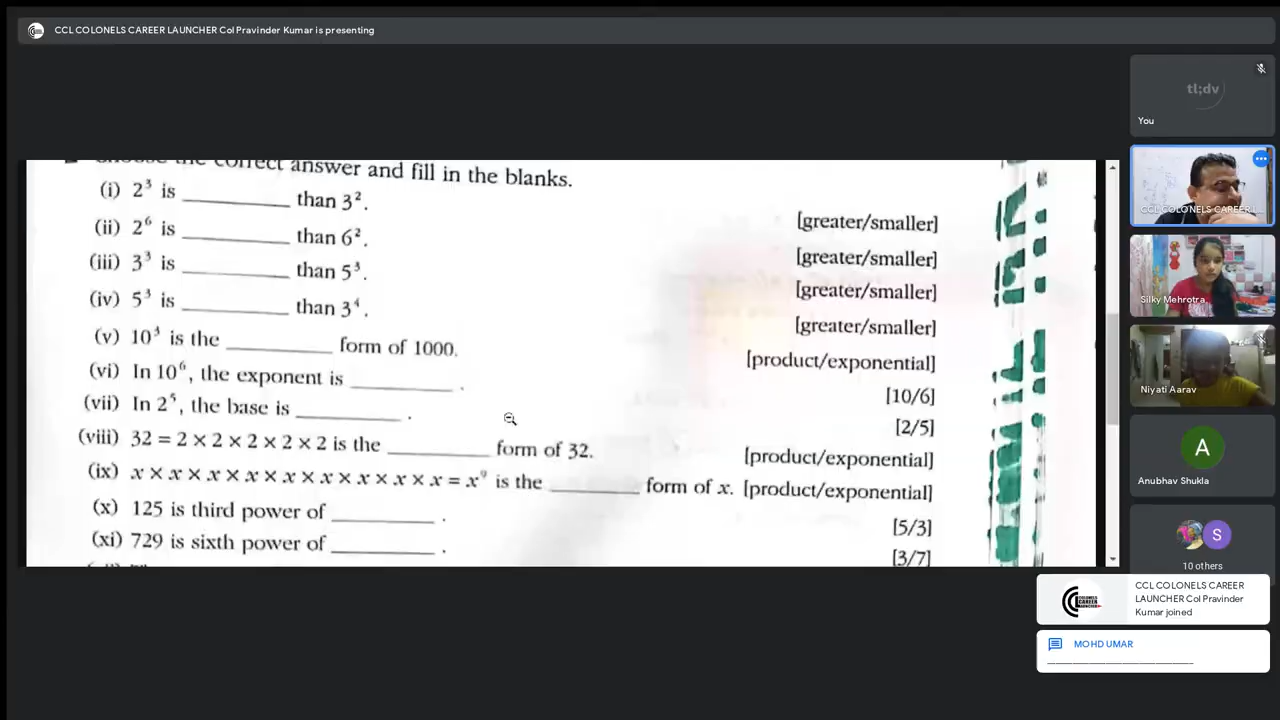 CCL COLONELS CAREER LAUNCHER Col Pravinder Kumar is presenting
tl;dv
You
choose the correct answer and fill in the blanks.
(i) 2³ is ________ than 3². [greater/smaller]
(ii) 2⁶ is ________ than 6². [greater/smaller]
(iii) 3³ is ________ than 5³. [greater/smaller]
(iv) 5³ is ________ than 3⁴. [greater/smaller]
(v) 10³ is the ________ form of 1000. [product/exponential]
(vi) In 10⁶, the exponent is ________ . [10/6]
(vii) In 2⁵, the base is ________ . [2/5]
(viii) 32 = 2 × 2 × 2 × 2 × 2 is the ________ form of 32. [product/exponential]
(ix) x × x × x × x × x × x × x × x × x = x⁹ is the ________ form of x. [product/exponential]
(x) 125 is third power of ________ . [5/3]
(xi) 729 is sixth power of ________ . [3/7]
CCL COLONELS CAREER L...
Silky Mehrotra
Niyati Aarav
A
Anubhav Shukla
S
10 others
CCL COLONELS CAREER
LAUNCHER Col Pravinder
Kumar joined
MOHD UMAR
________________________